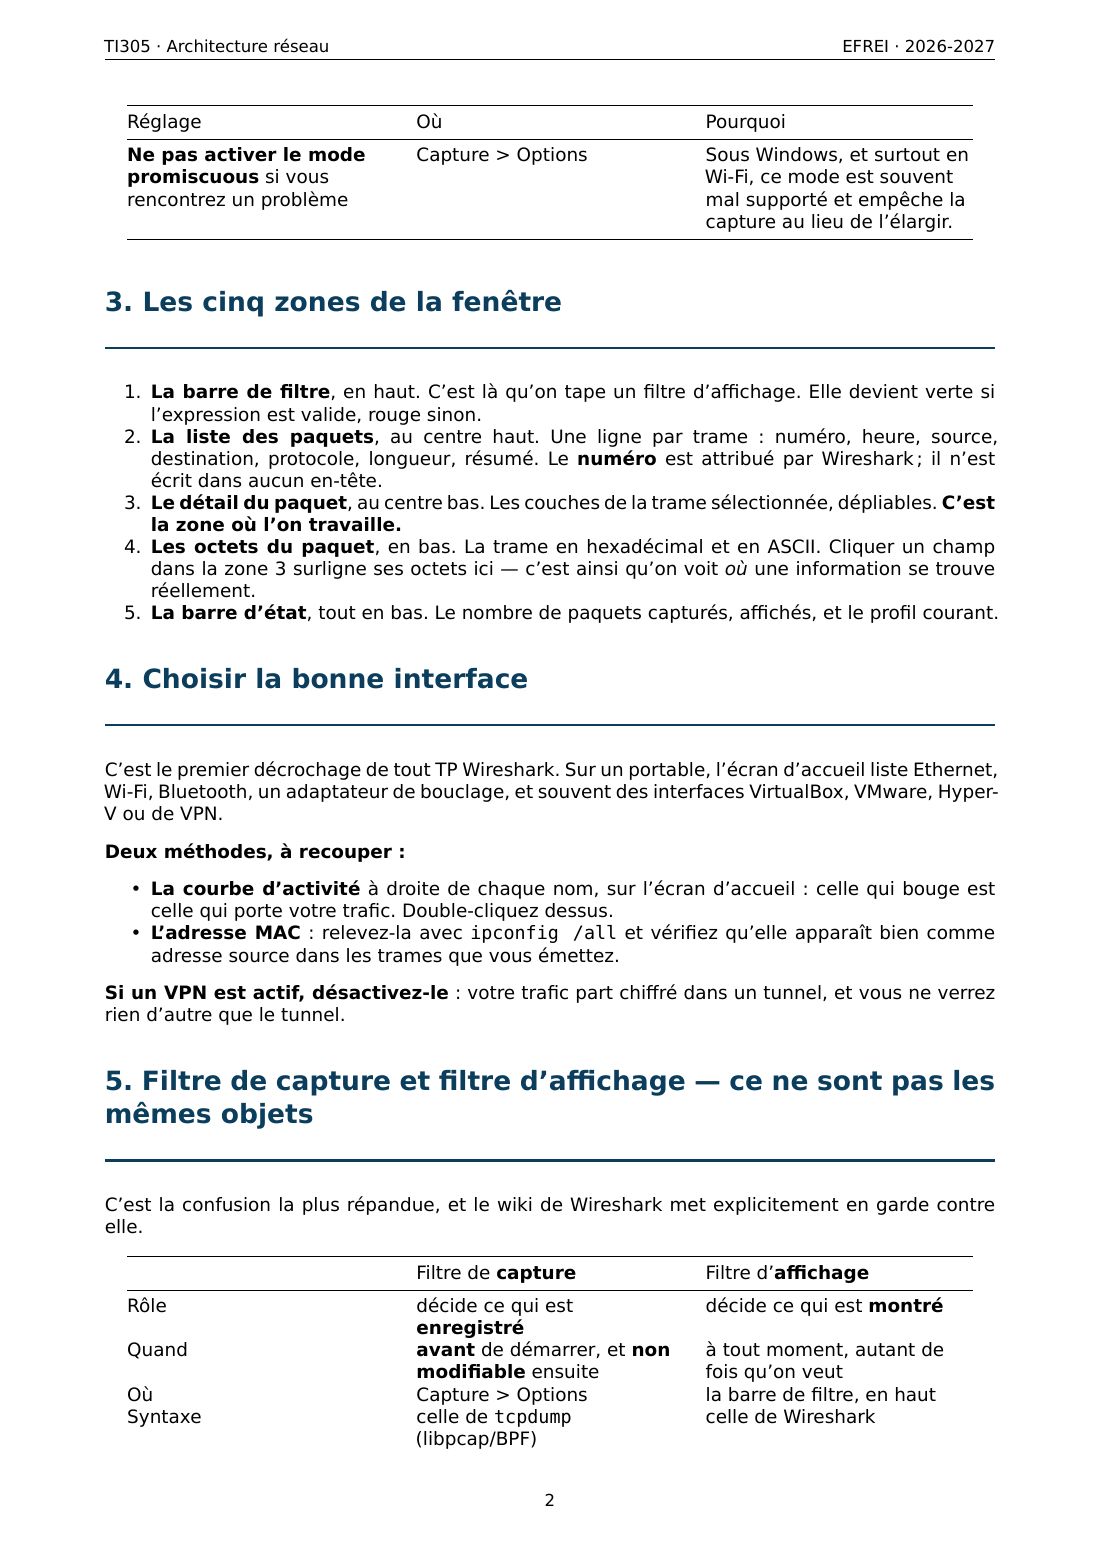 TI305 · Architecture réseau EFREI · 2026-2027
Réglage Où Pourquoi
Ne pas activer le mode Capture > Options Sous Windows, et surtout en
promiscuous si vous Wi-Fi, ce mode est souvent
rencontrez un problème mal supporté et empêche la
capture au lieu de l’élargir.
3. Les cinq zones de la fenêtre
1. La barre de filtre, en haut. C’est là qu’on tape un filtre d’affichage. Elle devient verte si
l’expression est valide, rouge sinon.
2. La liste des paquets, au centre haut. Une ligne par trame : numéro, heure, source,
destination, protocole, longueur, résumé. Le numéro est attribué par Wireshark ; il n’est
écrit dans aucun en-tête.
3. Le détail du paquet, au centre bas. Les couches de la trame sélectionnée, dépliables. C’est
la zone où l’on travaille.
4. Les octets du paquet, en bas. La trame en hexadécimal et en ASCII. Cliquer un champ
dans la zone 3 surligne ses octets ici — c’est ainsi qu’on voit où une information se trouve
réellement.
5. La barre d’état, tout en bas. Le nombre de paquets capturés, affichés, et le profil courant.
4. Choisir la bonne interface
C’est le premier décrochage de tout TP Wireshark. Sur un portable, l’écran d’accueil liste Ethernet,
Wi-Fi, Bluetooth, un adaptateur de bouclage, et souvent des interfaces VirtualBox, VMware, Hyper-
V ou de VPN.
Deux méthodes, à recouper :
• La courbe d’activité à droite de chaque nom, sur l’écran d’accueil : celle qui bouge est
celle qui porte votre trafic. Double-cliquez dessus.
• L’adresse MAC : relevez-la avec ipconfig /all et vérifiez qu’elle apparaît bien comme
adresse source dans les trames que vous émettez.
Si un VPN est actif, désactivez-le : votre trafic part chiffré dans un tunnel, et vous ne verrez
rien d’autre que le tunnel.
5. Filtre de capture et filtre d’affichage — ce ne sont pas les
mêmes objets
C’est la confusion la plus répandue, et le wiki de Wireshark met explicitement en garde contre
elle.
Filtre de capture Filtre d’affichage
Rôle décide ce qui est décide ce qui est montré
enregistré
Quand avant de démarrer, et non à tout moment, autant de
modifiable ensuite fois qu’on veut
Où Capture > Options la barre de filtre, en haut
Syntaxe celle de tcpdump celle de Wireshark
(libpcap/BPF)
2